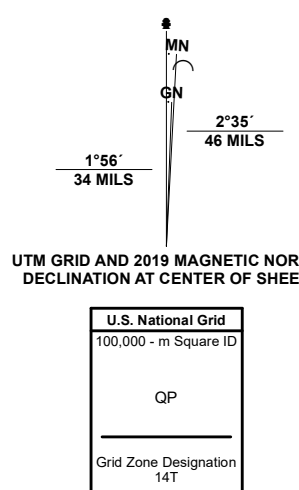 MN
GN
2°35´
46 MILS
1°56´
34 MILS
UTM GRID AND 2019 MAGNETIC NOR
DECLINATION AT CENTER OF SHEE
U.S. National Grid
100,000 - m Square ID
QP
Grid Zone Designation
14T